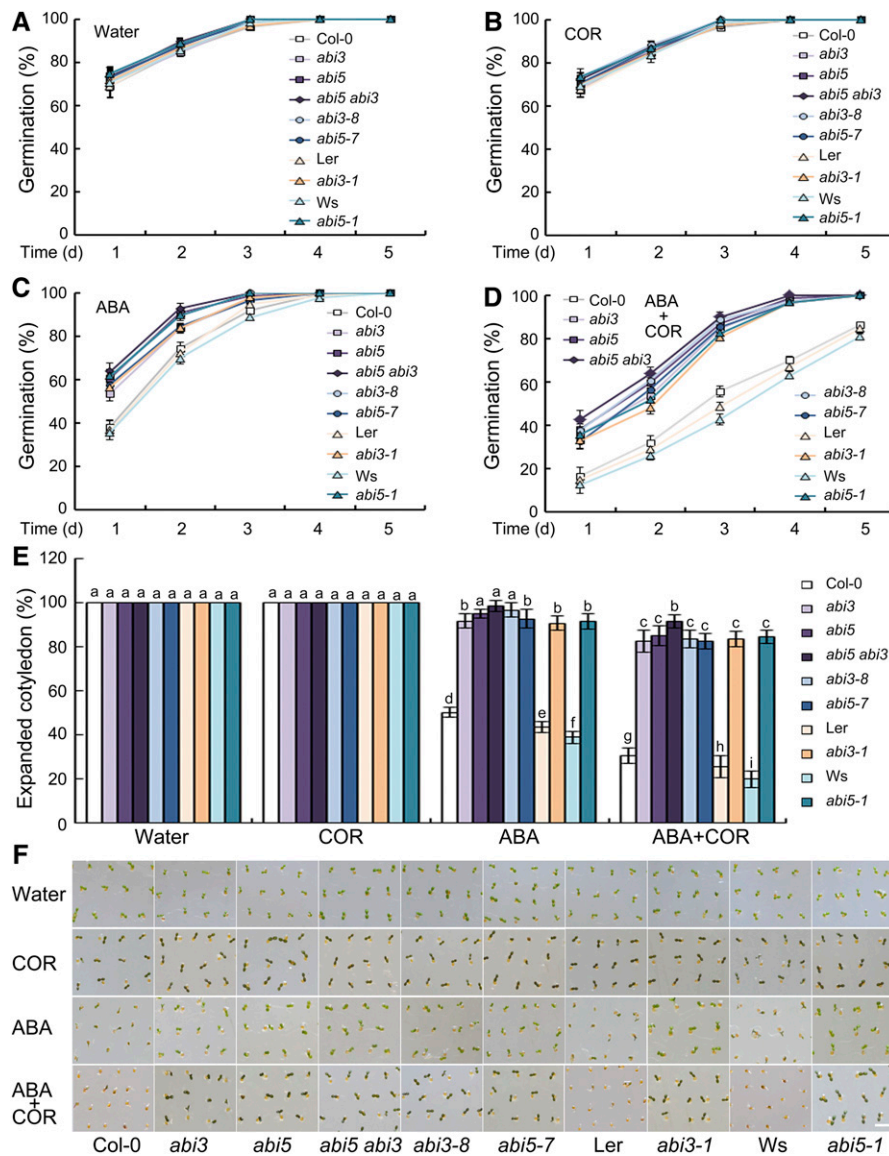 A
Water
Germination (%)
100
80
60
40
20
0
Time (d) 1 2 3 4 5
Col-0
abi3
abi5
abi5 abi3
abi3-8
abi5-7
Ler
abi3-1
Ws
abi5-1
B
COR
Germination (%)
100
80
60
40
20
0
Time (d) 1 2 3 4 5
Col-0
abi3
abi5
abi5 abi3
abi3-8
abi5-7
Ler
abi3-1
Ws
abi5-1
C
ABA
Germination (%)
100
80
60
40
20
0
Time (d) 1 2 3 4 5
Col-0
abi3
abi5
abi5 abi3
abi3-8
abi5-7
Ler
abi3-1
Ws
abi5-1
D
ABA
+
COR
Germination (%)
100
80
60
40
20
0
Time (d) 1 2 3 4 5
Col-0
abi3
abi5
abi5 abi3
abi3-8
abi5-7
Ler
abi3-1
Ws
abi5-1
E
Expanded cotyledon (%)
120
100
80
60
40
20
0
a a a a a a a a a a
a a a a a a a a a a
d b a a a b e b f b
g c c b c c h c i c
Water COR ABA ABA+COR
Col-0
abi3
abi5
abi5 abi3
abi3-8
abi5-7
Ler
abi3-1
Ws
abi5-1
F
Water
COR
ABA
ABA
+
COR
Col-0 abi3 abi5 abi5 abi3 abi3-8 abi5-7 Ler abi3-1 Ws abi5-1